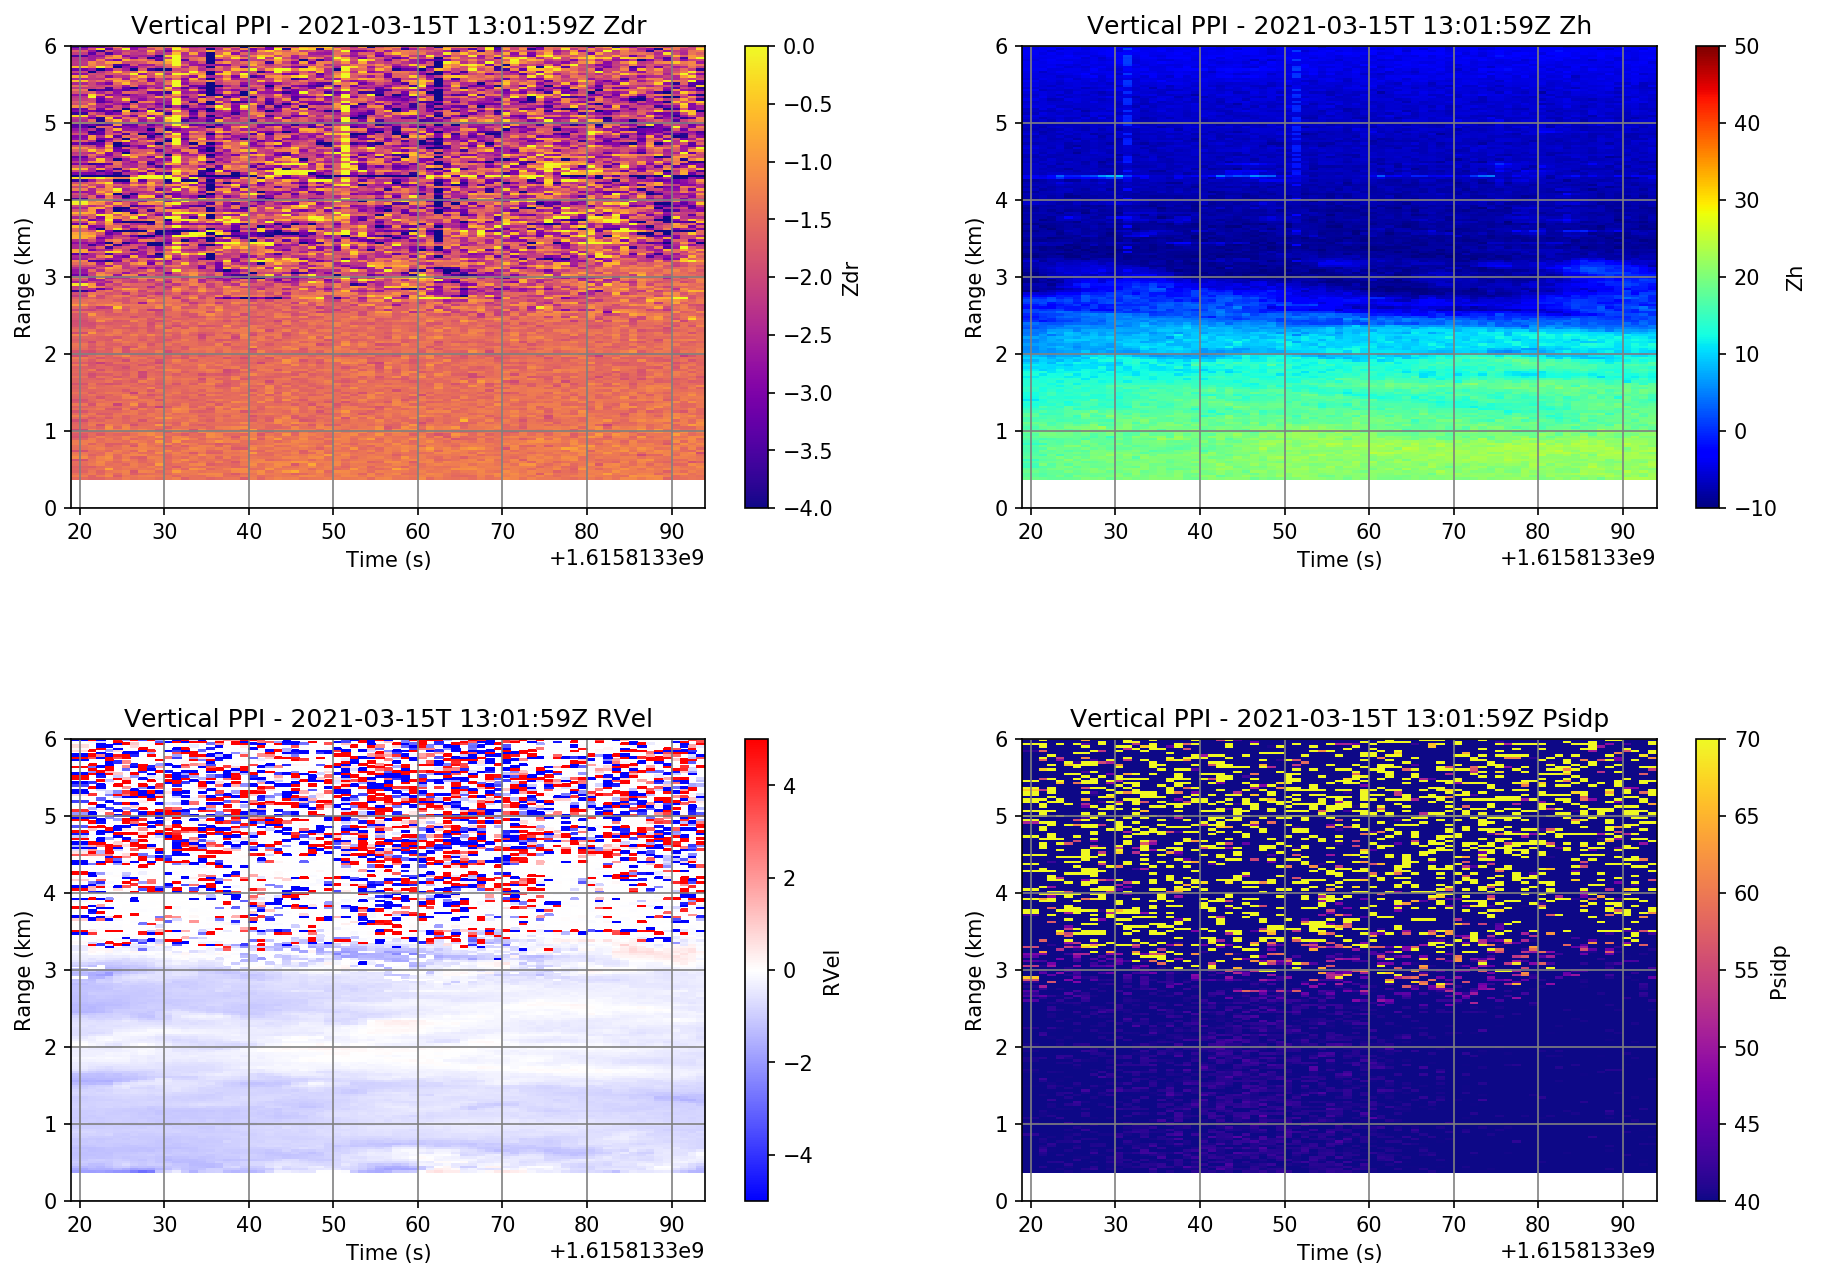 Vertical PPI - 2021-03-15T 13:01:59Z Zdr
6
5
4
3
2
1
0
Range (km)
20 30 40 50 60 70 80 90
Time (s)
+1.6158133e9
0.0
−0.5
−1.0
−1.5
−2.0
−2.5
−3.0
−3.5
−4.0
Zdr
Vertical PPI - 2021-03-15T 13:01:59Z Zh
6
5
4
3
2
1
0
Range (km)
20 30 40 50 60 70 80 90
Time (s)
+1.6158133e9
50
40
30
20
10
0
−10
Zh
Vertical PPI - 2021-03-15T 13:01:59Z RVel
6
5
4
3
2
1
0
Range (km)
20 30 40 50 60 70 80 90
Time (s)
+1.6158133e9
4
2
0
−2
−4
RVel
Vertical PPI - 2021-03-15T 13:01:59Z Psidp
6
5
4
3
2
1
0
Range (km)
20 30 40 50 60 70 80 90
Time (s)
+1.6158133e9
70
65
60
55
50
45
40
Psidp